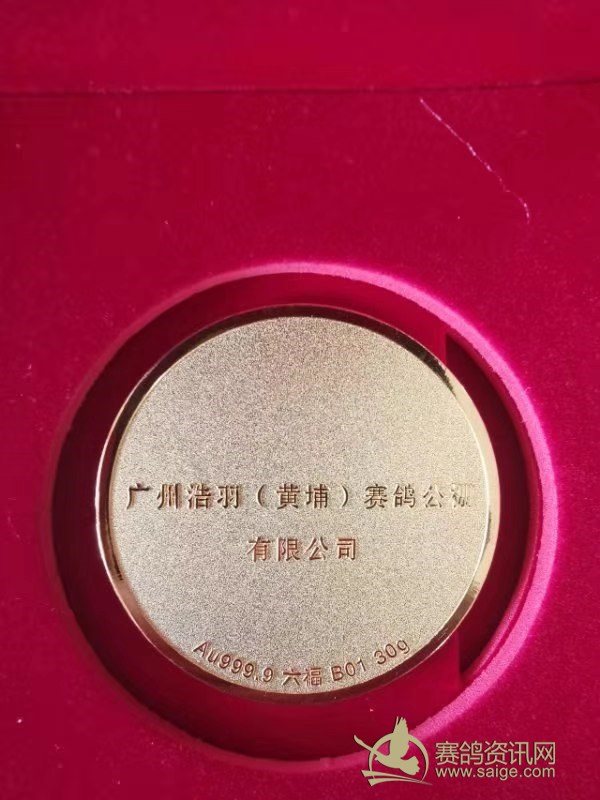 广州浩羽（黄埔）赛鸽公棚
有限公司
Au999.9 六福 B01 30g
赛鸽资讯网
www.saige.com